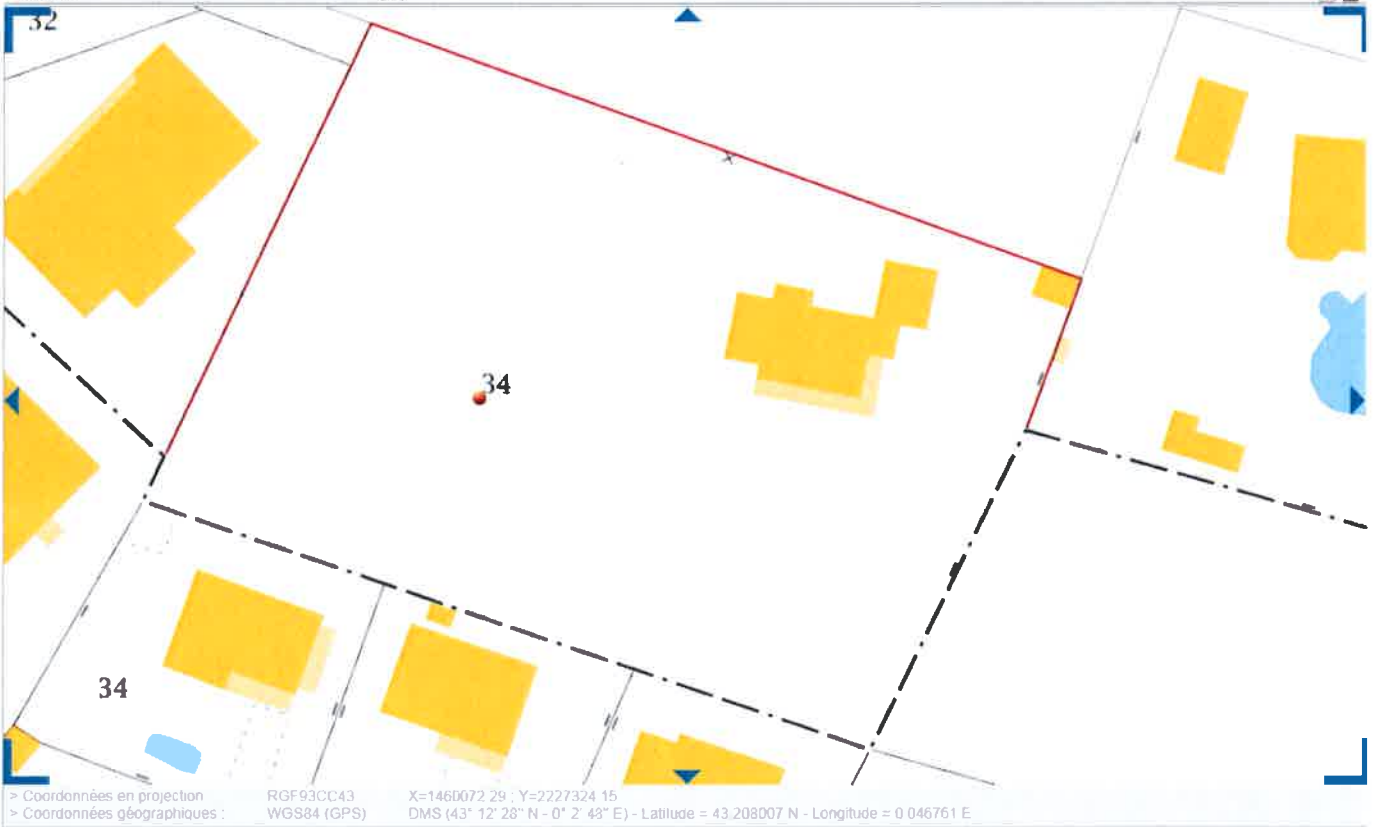 32
34
34
> Coordonnées en projection RGF93CC43 X=1460072.29 ; Y=2227324.15
> Coordonnées géographiques : WGS84 (GPS) DMS (43° 12' 28" N - 0° 2' 48" E) - Latitude = 43.208007 N - Longitude = 0.046761 E